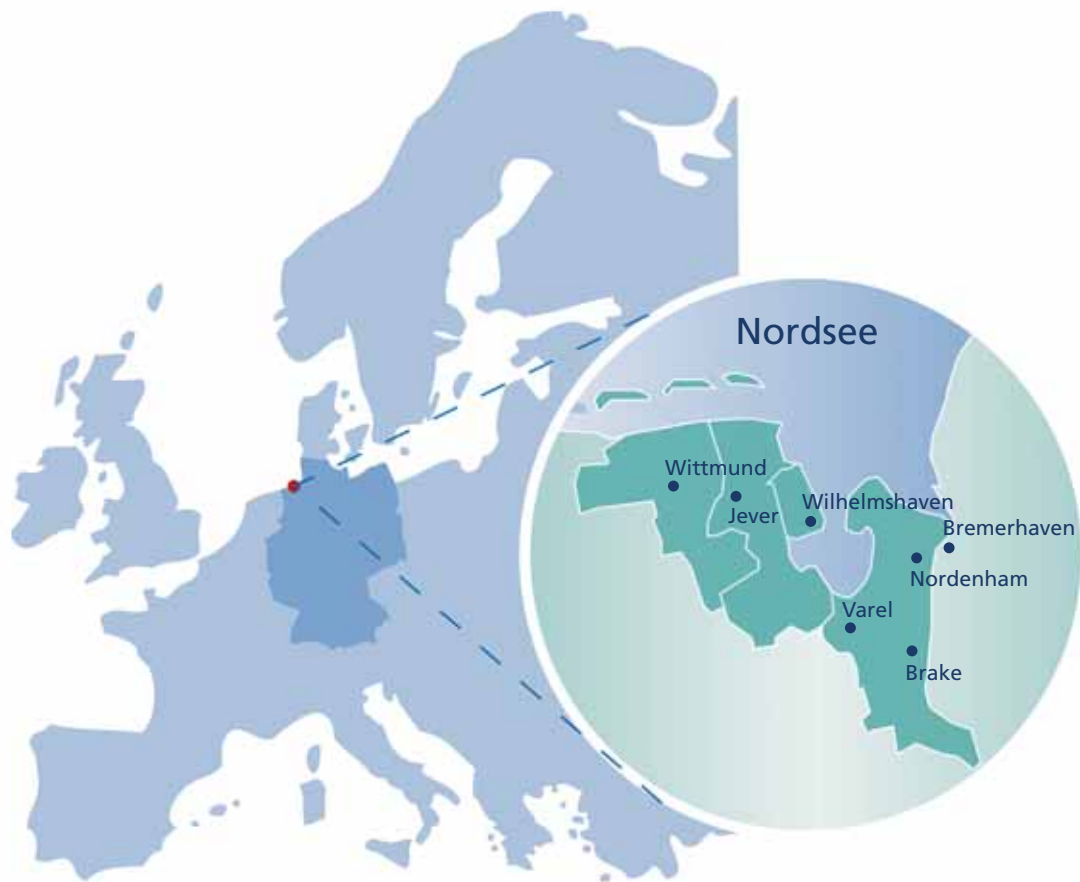 Nordsee
Wittmund
Jever
Wilhelmshaven
Bremerhaven
Nordenham
Varel
Brake